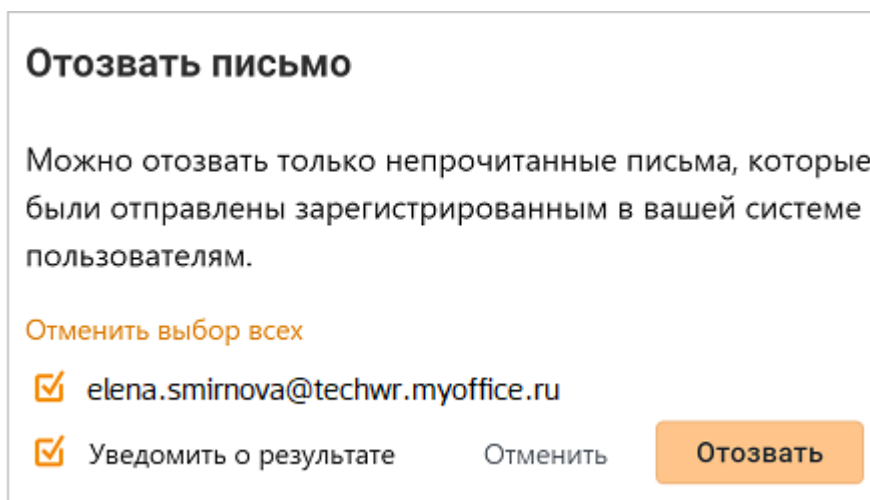 Отозвать письмо
Можно отозвать только непрочитанные письма, которые
были отправлены зарегистрированным в вашей системе
пользователям.
Отменить выбор всех
elena.smirnova@techwr.myoffice.ru
Уведомить о результате Отменить Отозвать